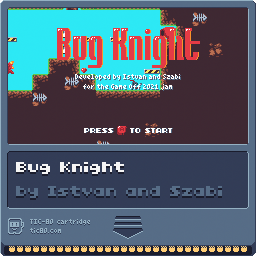 Bug Knight
Developed by Istvan and Szabi
for the Game Off 2021 jam
PRESS TO START
Bug Knight
by Istvan and Szabi
TIC-80 cartridge
tic80.com